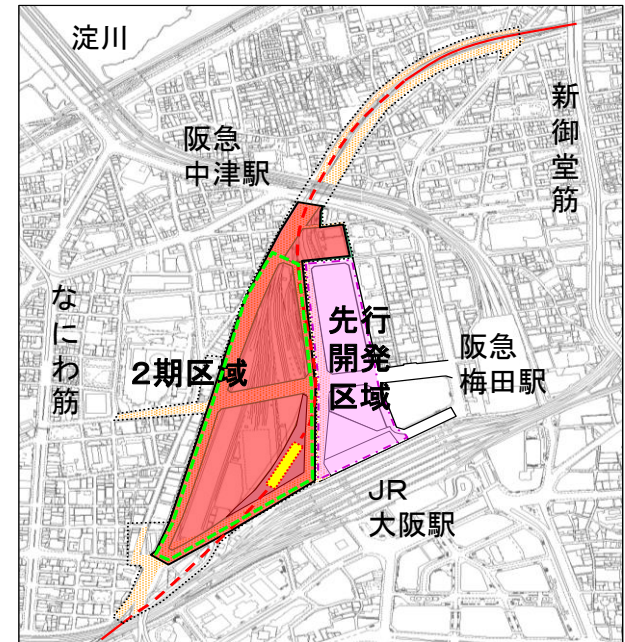 淀川
新
御
堂
筋
阪急
中津駅
な
に
わ
筋
先行
開発
区域
2期区域
阪急
梅田駅
JR
大阪駅